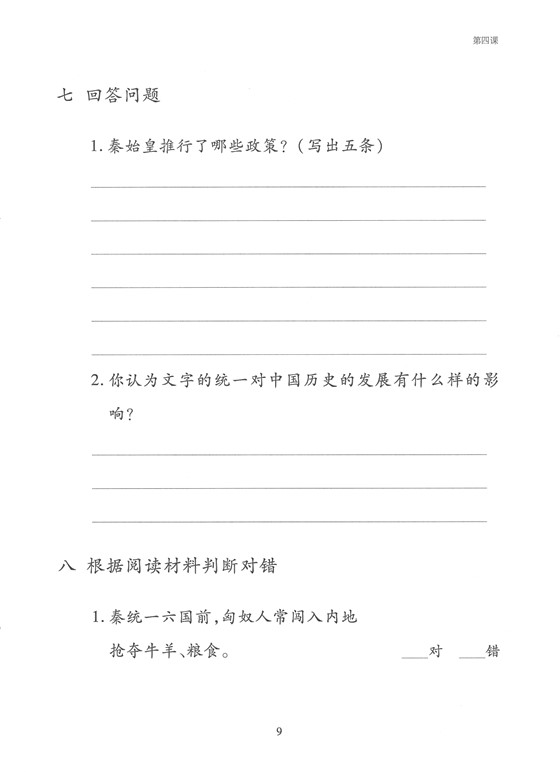 第四课
七 回答问题
1. 秦始皇推行了哪些政策？（写出五条）
2. 你认为文字的统一对中国历史的发展有什么样的影
响？
八 根据阅读材料判断对错
1. 秦统一六国前，匈奴人常闯入内地
抢夺牛羊、粮食。 ___对 ___错
9